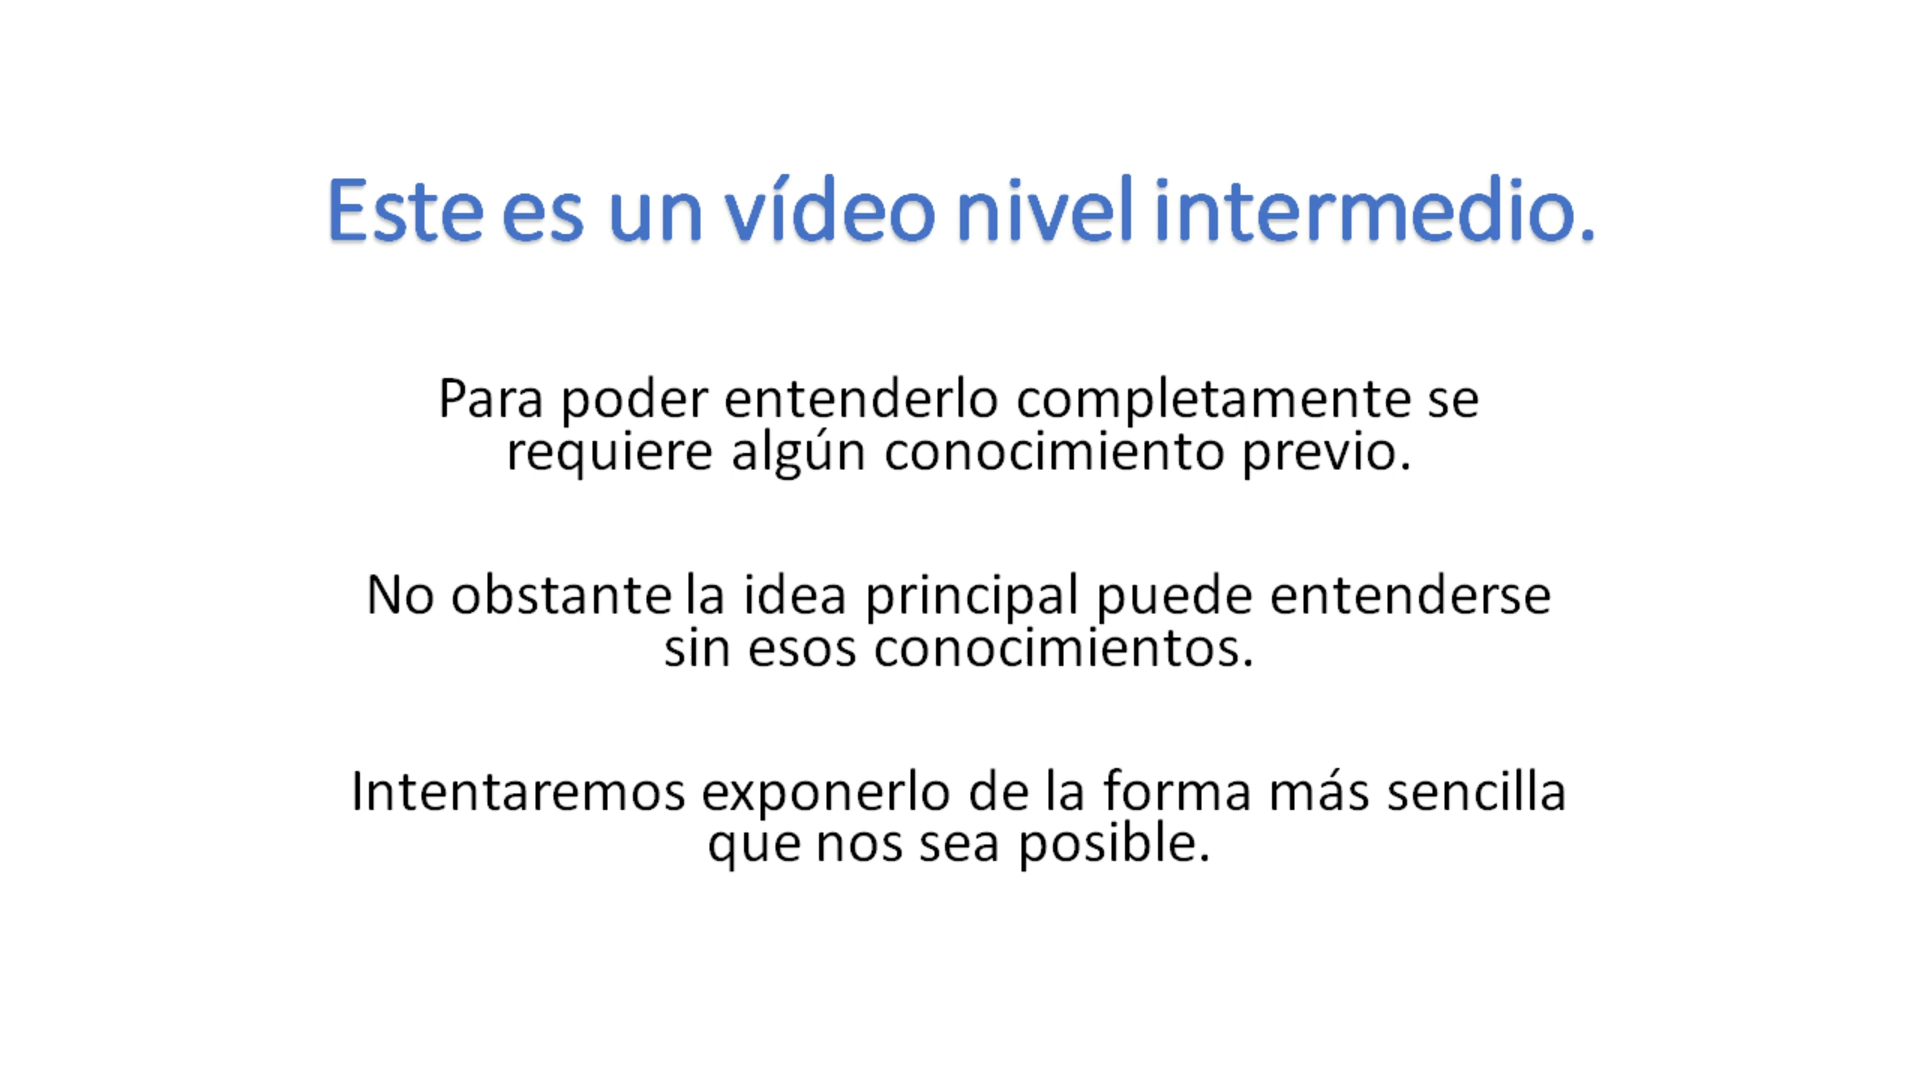 Este es un vídeo nivel intermedio.
Para poder entenderlo completamente se
requiere algún conocimiento previo.
No obstante la idea principal puede entenderse
sin esos conocimientos.
Intentaremos exponerlo de la forma más sencilla
que nos sea posible.